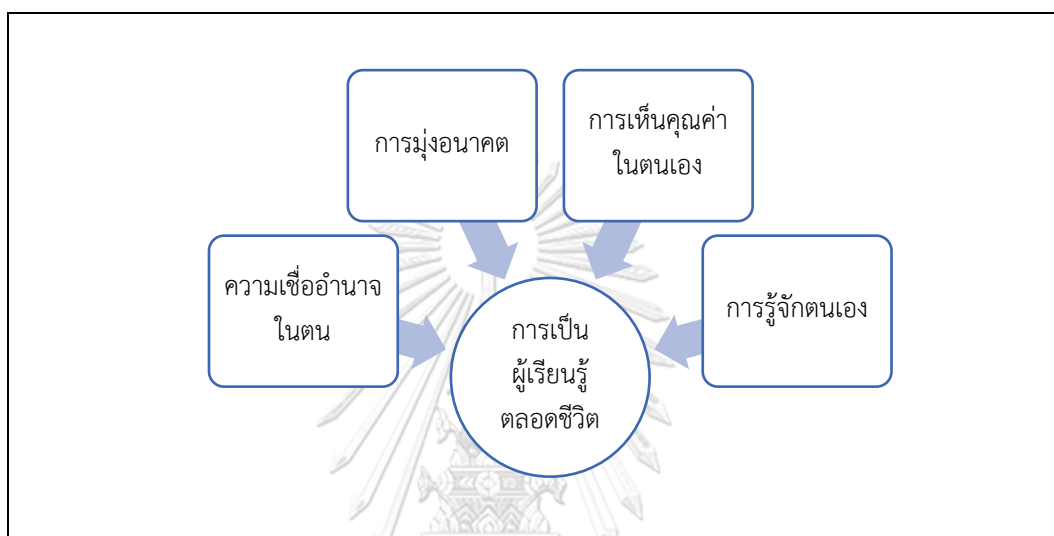 การมุ่งอนาคต
การเห็นคุณค่า
ในตนเอง
ความเชื่ออำนาจ
ในตน
การรู้จักตนเอง
การเป็น
ผู้เรียนรู้
ตลอดชีวิต